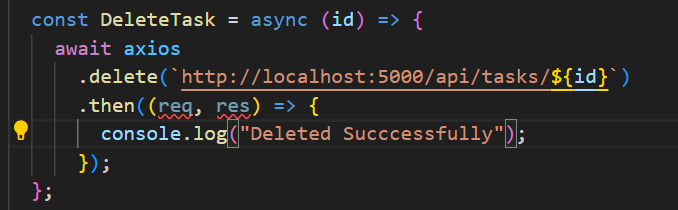 const DeleteTask = async (id) => {
await axios
.delete(`http://localhost:5000/api/tasks/${id}`)
.then((req, res) => {
console.log("Deleted Succcessfully");
});
};